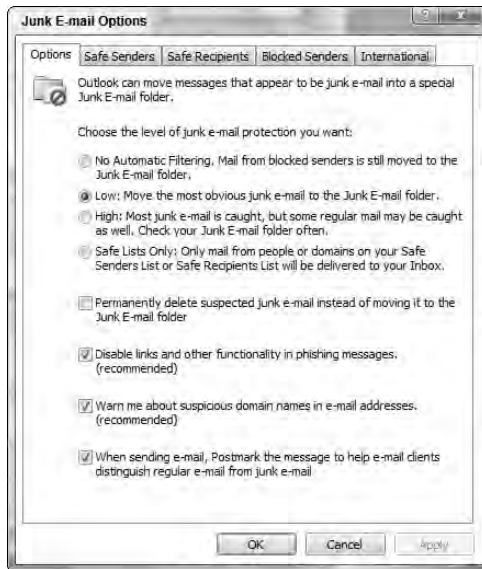 Junk E-mail Options
Options Safe Senders Safe Recipients Blocked Senders International
Outlook can move messages that appear to be junk e-mail into a special
Junk E-mail folder.
Choose the level of junk e-mail protection you want:
No Automatic Filtering. Mail from blocked senders is still moved to the
Junk E-mail folder.
Low: Move the most obvious junk e-mail to the Junk E-mail folder.
High: Most junk e-mail is caught, but some regular mail may be caught
as well. Check your Junk E-mail folder often.
Safe Lists Only: Only mail from people or domains on your Safe
Senders List or Safe Recipients List will be delivered to your Inbox.
Permanently delete suspected junk e-mail instead of moving it to the
Junk E-mail folder
Disable links and other functionality in phishing messages.
(recommended)
Warn me about suspicious domain names in e-mail addresses.
(recommended)
When sending e-mail, Postmark the message to help e-mail clients
distinguish regular e-mail from junk e-mail
OK Cancel Apply